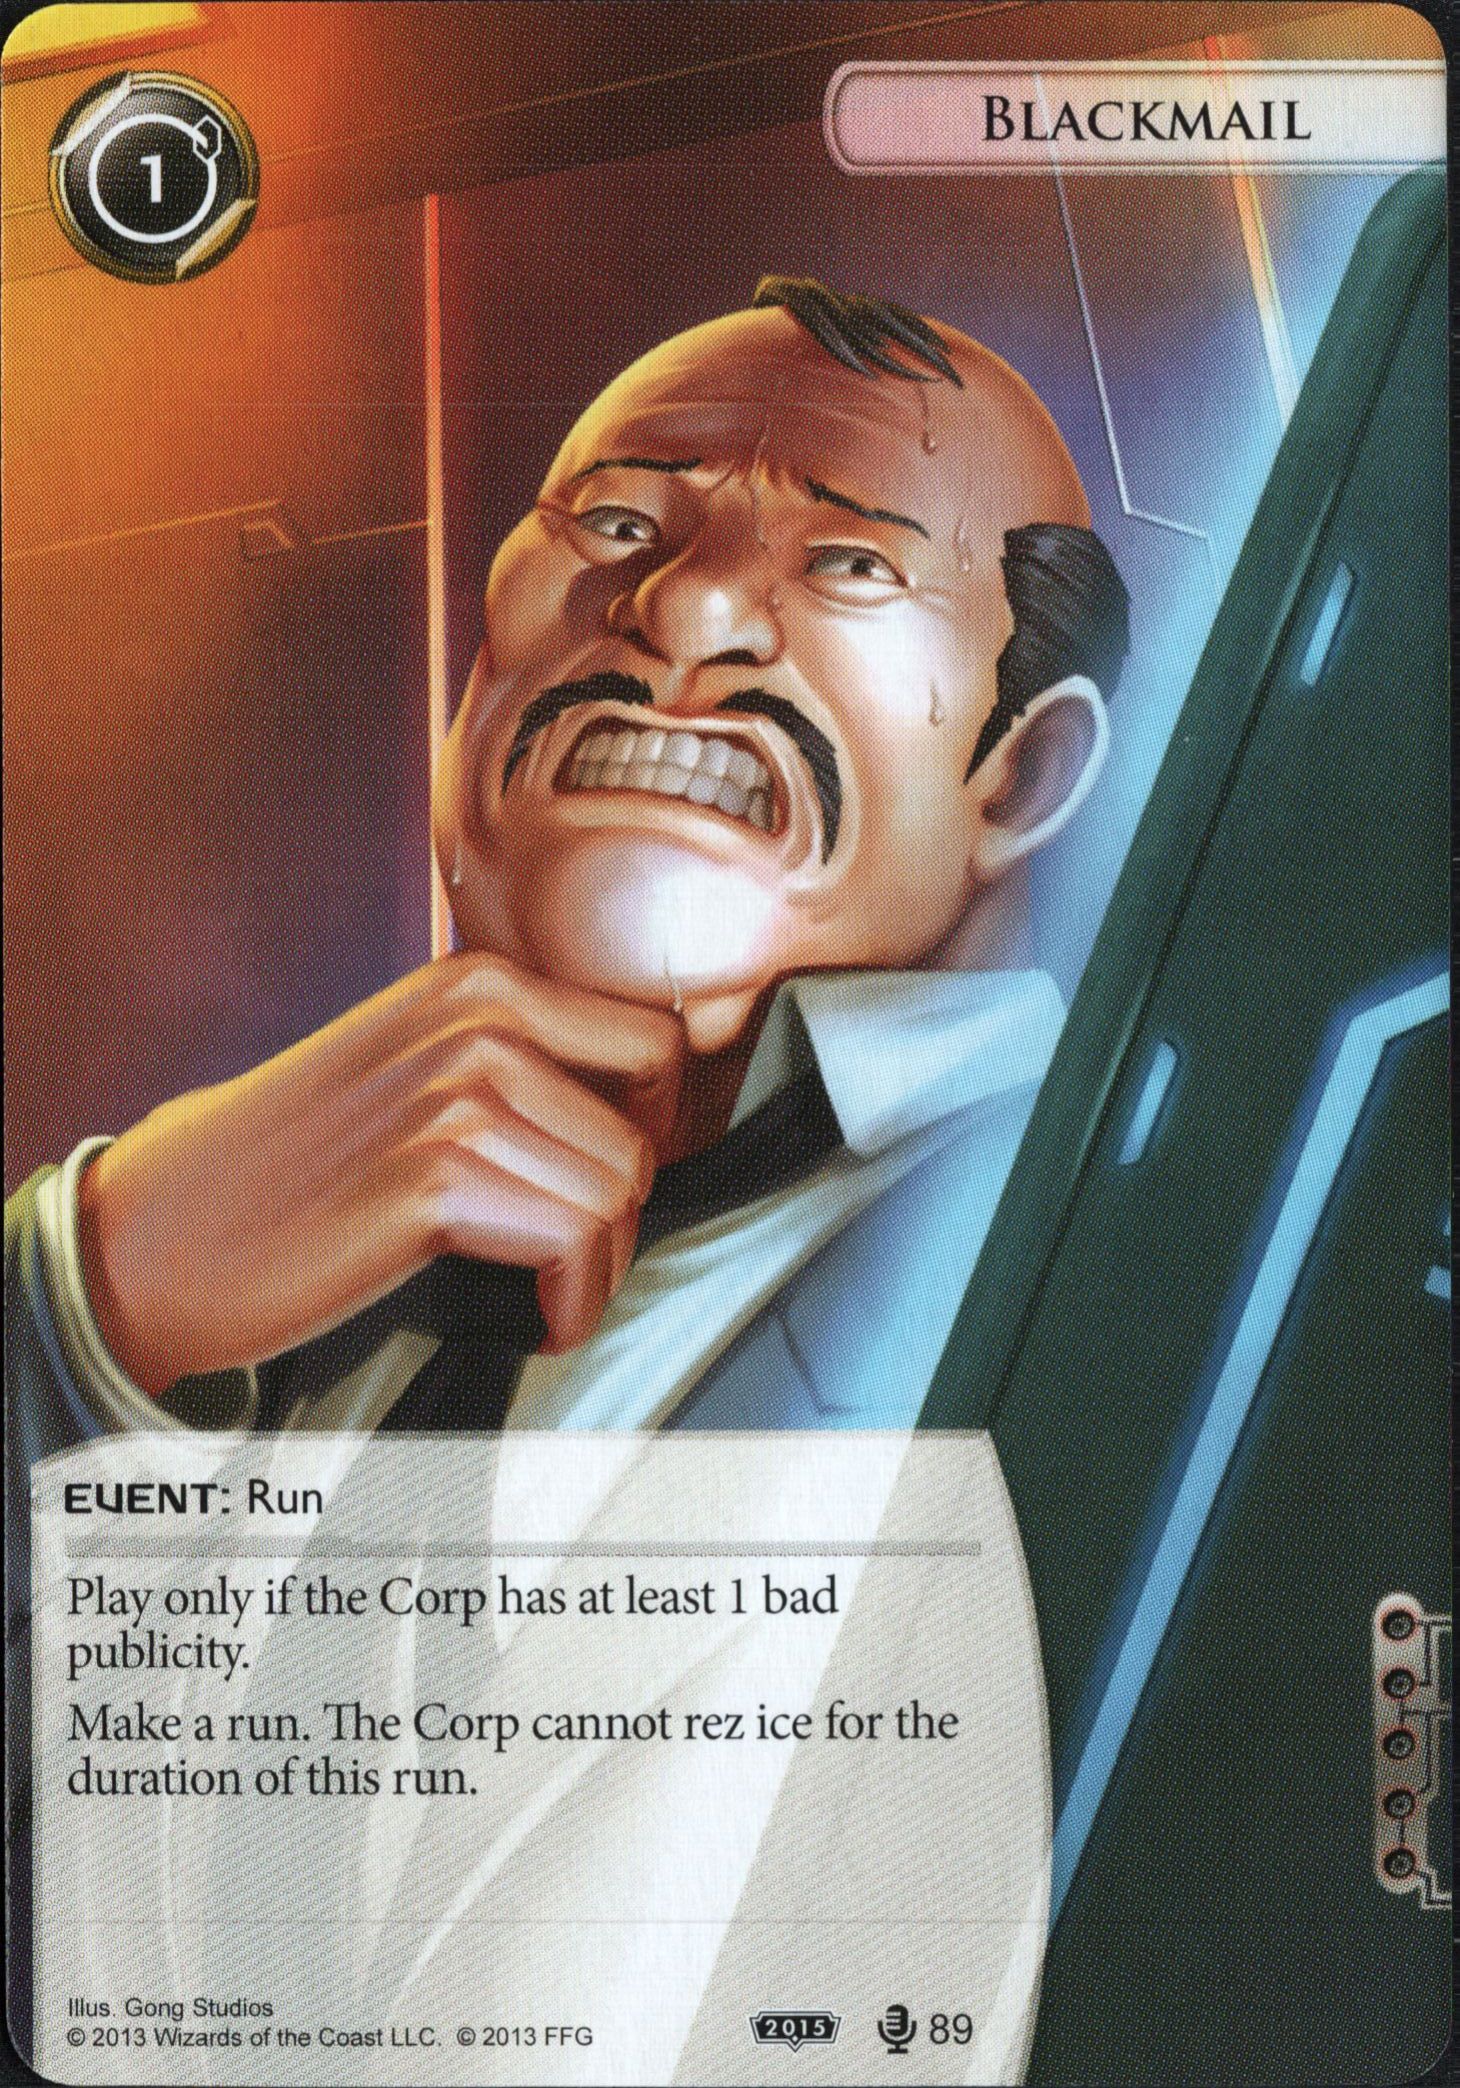 1
BLACKMAIL
EVENT: Run
Play only if the Corp has at least 1 bad
publicity.
Make a run. The Corp cannot rez ice for the
duration of this run.
Illus. Gong Studios
© 2013 Wizards of the Coast LLC. © 2013 FFG
2015 89